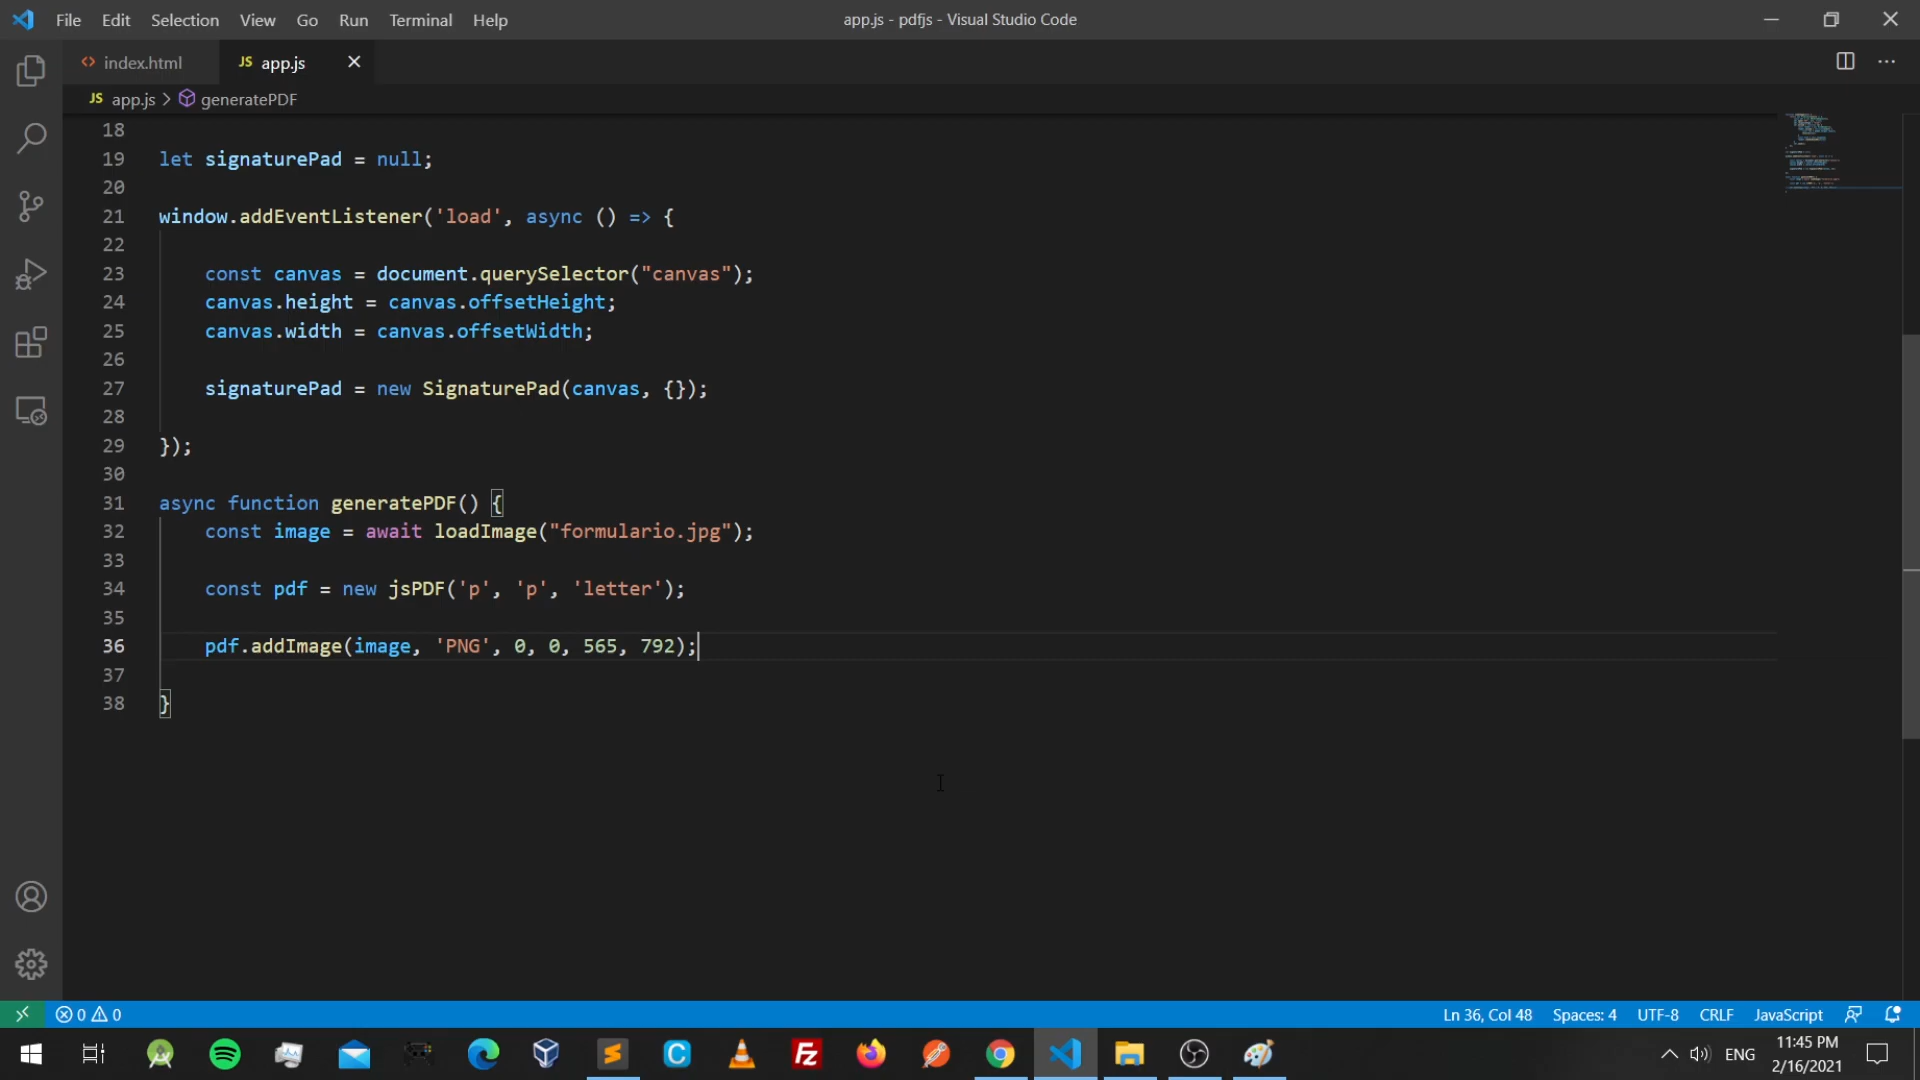 File Edit Selection View Go Run Terminal Help
app.js - pdfjs - Visual Studio Code
index.html
JS app.js
JS app.js > generatePDF
18
19 let signaturePad = null;
20
21 window.addEventListener('load', async () => {
22
23 const canvas = document.querySelector("canvas");
24 canvas.height = canvas.offsetHeight;
25 canvas.width = canvas.offsetWidth;
26
27 signaturePad = new SignaturePad(canvas, {});
28
29 });
30
31 async function generatePDF() {
32 const image = await loadImage("formulario.jpg");
33
34 const pdf = new jsPDF('p', 'p', 'letter');
35
36 pdf.addImage(image, 'PNG', 0, 0, 565, 792);
37
38 }
0 0
Ln 36, Col 48 Spaces: 4 UTF-8 CRLF JavaScript
ENG
11:45 PM
2/16/2021